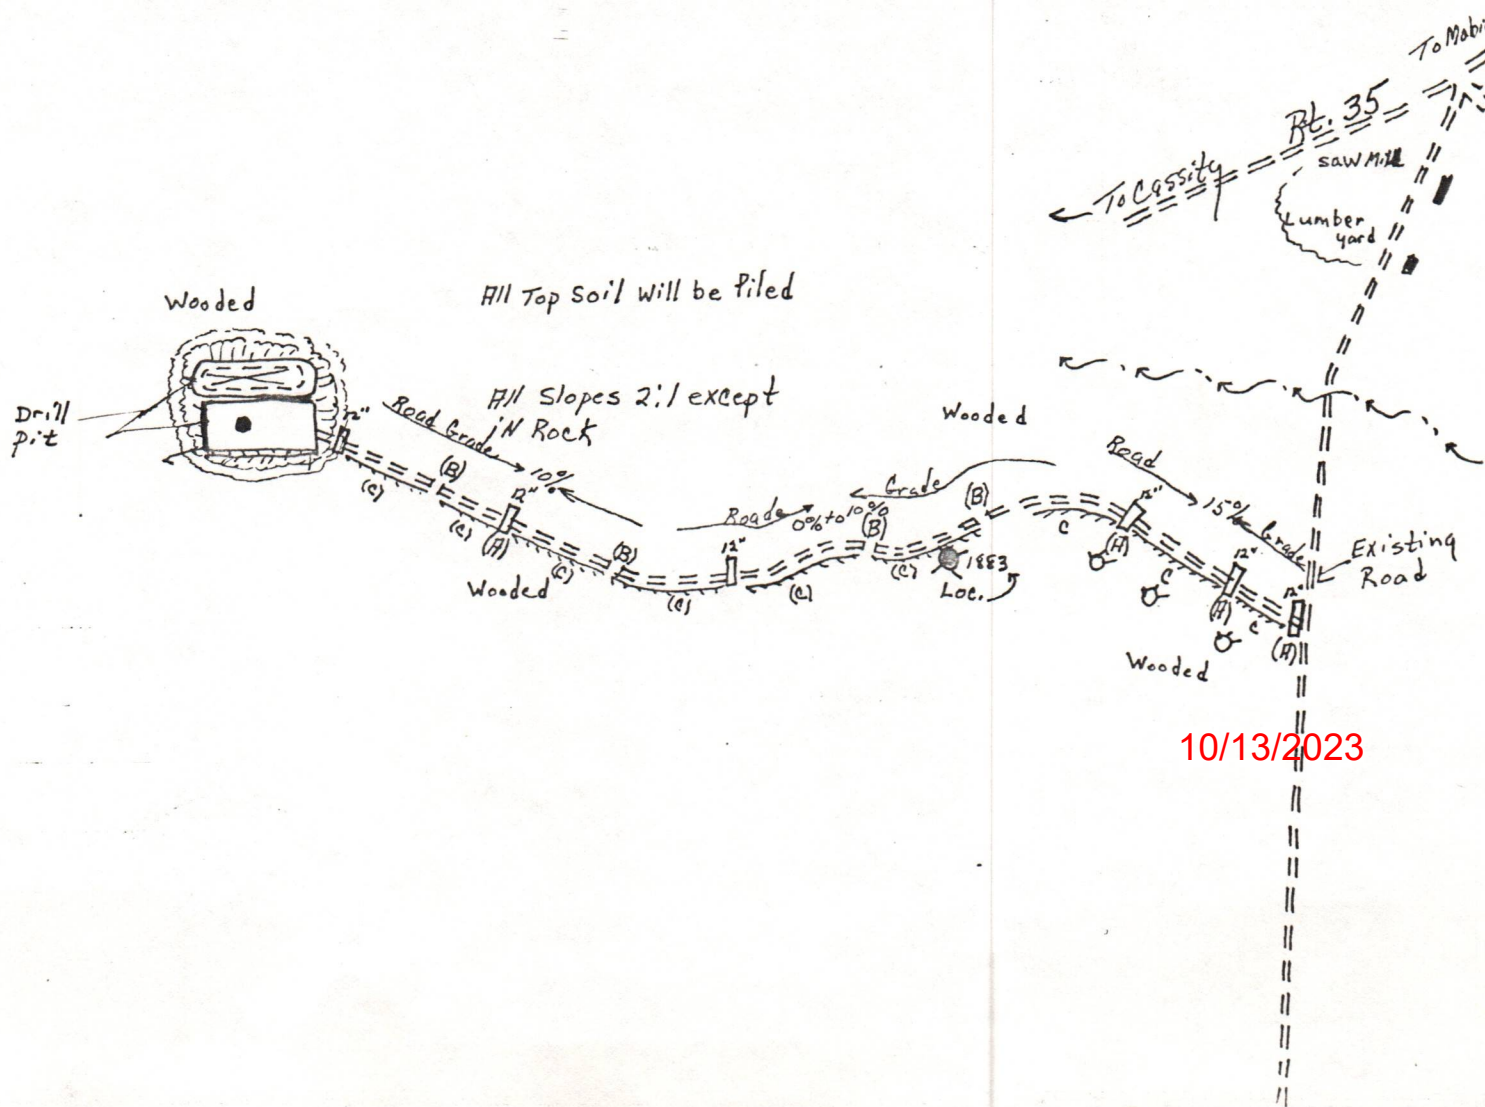 To Mabi
Rt. 35
saw Mill
To Cassity
Lumber
yard
Wooded
All Top Soil Will be Piled
All Slopes 2:1 except
iN Rock
Drill
Pit
12"
Road Grade
10%
Wooded
Road
15%
Grade
(B)
(C)
12"
(C)
(A)
(B)
(C)
Roade
0% to 10%
Grade
(B)
(B)
12"
(C)
(C)
(C)
1883
Loc.
C
12"
(A)
C
12"
(A)
C
12"
(A)
Existing
Road
Wooded
Wooded
10/13/2023